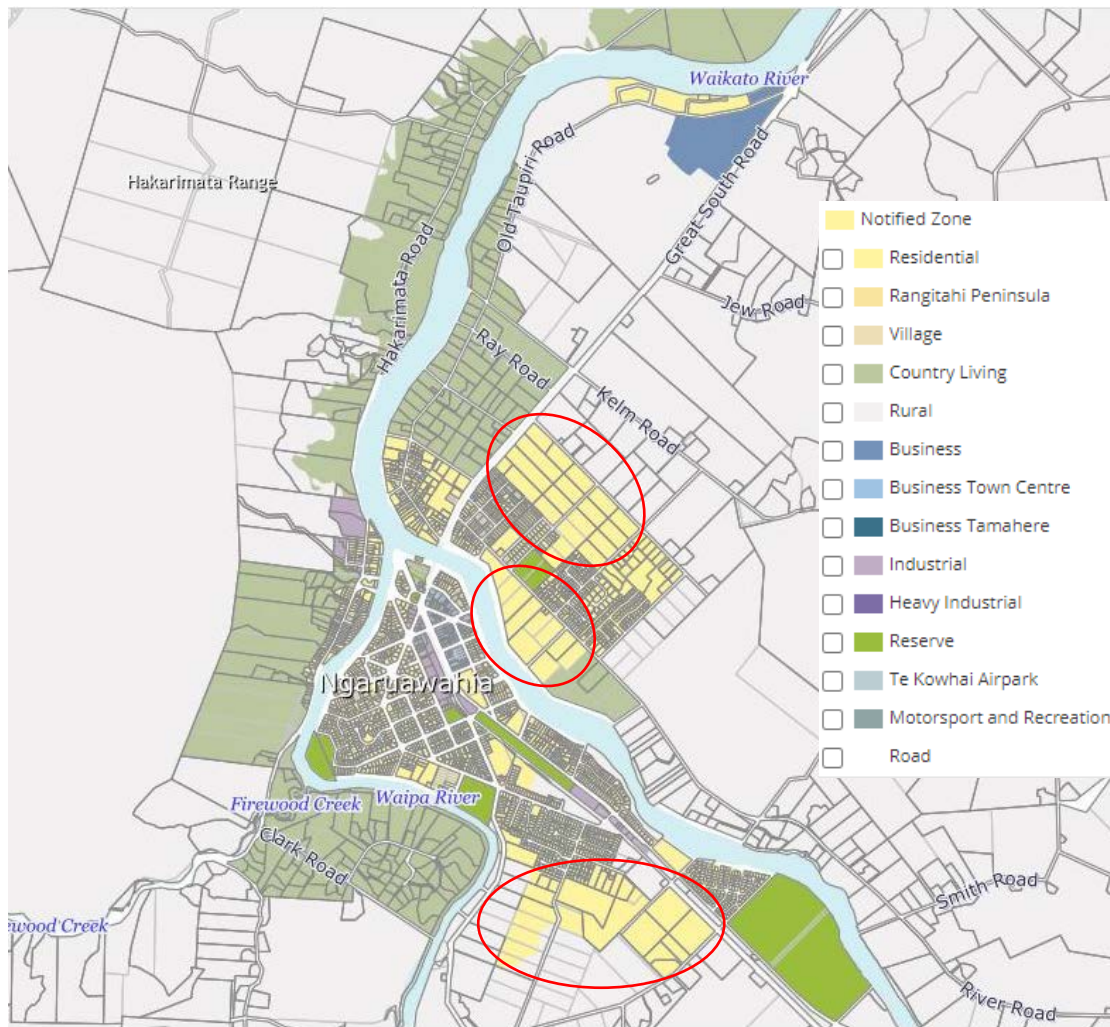 Waikato River
Hakarimata Range
Old Taupiri Road
Great South Road
Hakarimata Road
Jew Road
Ray Road
Kelm Road
Ngaruawahia
Firewood Creek
Waipa River
Clark Road
ewood Creek
Smith Road
River Road
Notified Zone
Residential
Rangitahi Peninsula
Village
Country Living
Rural
Business
Business Town Centre
Business Tamahere
Industrial
Heavy Industrial
Reserve
Te Kowhai Airpark
Motorsport and Recreation
Road